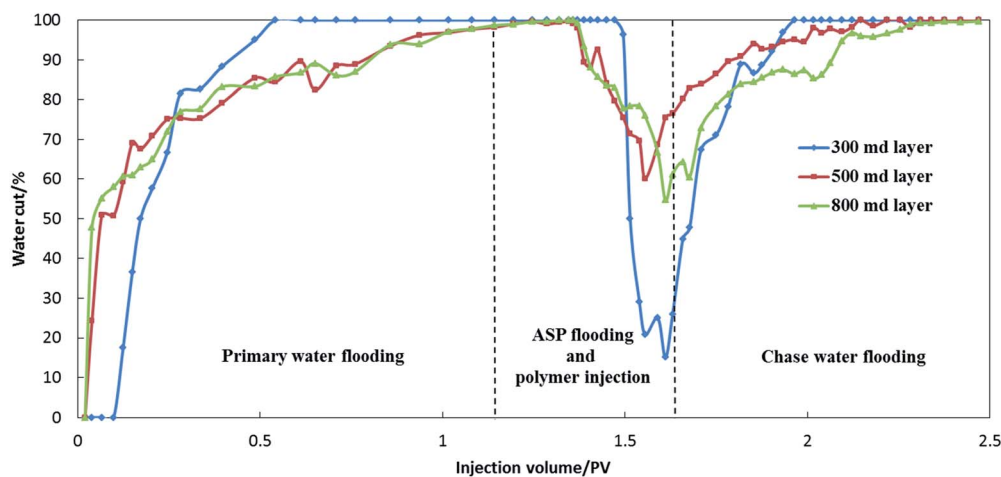 100
90
80
70
60
50
40
30
20
10
0
Water cut/%
300 md layer
500 md layer
800 md layer
Primary water flooding
ASP flooding
and
polymer injection
Chase water flooding
0
0.5
1
1.5
2
2.5
Injection volume/PV